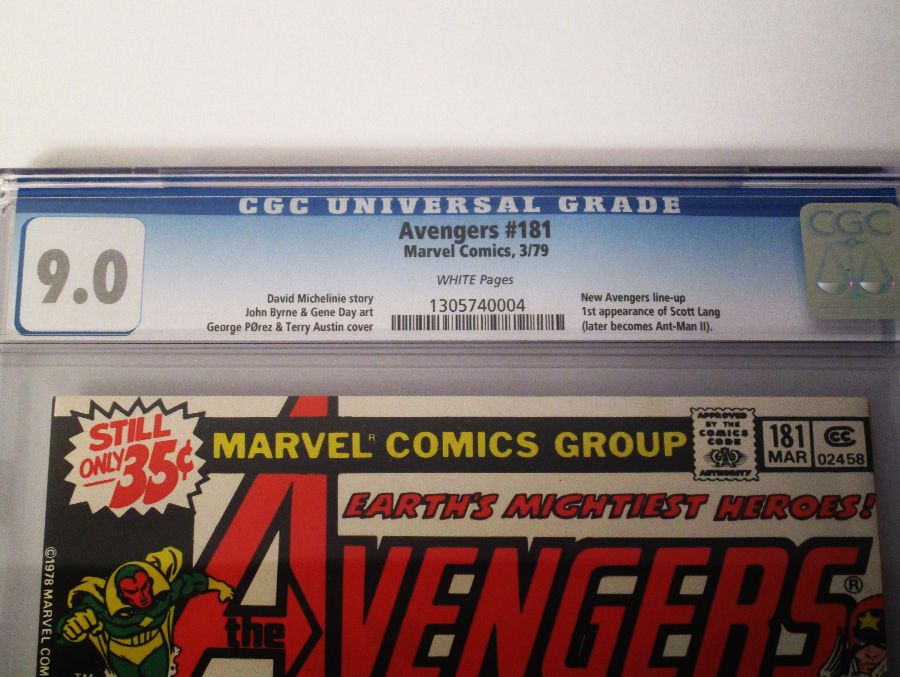 CGC UNIVERSAL GRADE
9.0
Avengers #181
Marvel Comics, 3/79
WHITE Pages
David Michelinie story
John Byrne & Gene Day art
George PØrez & Terry Austin cover
1305740004
New Avengers line-up
1st appearance of Scott Lang
(later becomes Ant-Man II).
CGC
STILL
ONLY 35¢
MARVEL® COMICS GROUP
APPROVED
BY THE
COMICS
CODE
AUTHORITY
181
MAR
CC
02458
EARTH'S MIGHTIEST HEROES!
the AVENGERS®
©1978 MARVEL COM
TM